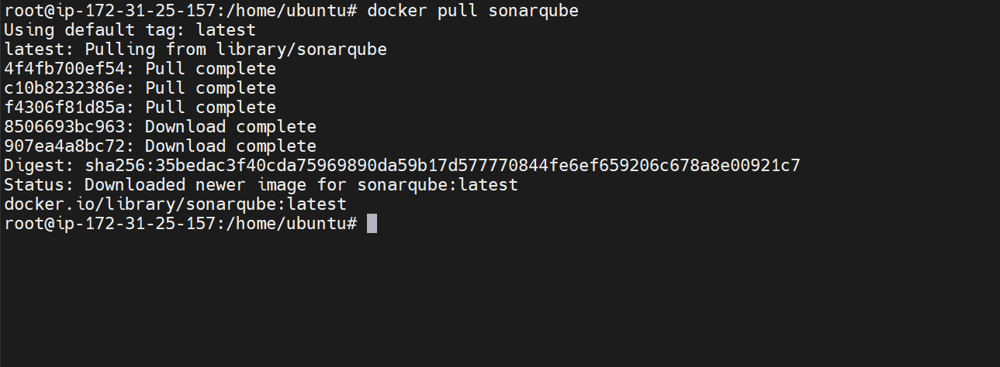 root@ip-172-31-25-157:/home/ubuntu# docker pull sonarqube
Using default tag: latest
latest: Pulling from library/sonarqube
4f4fb700ef54: Pull complete
c10b8232386e: Pull complete
f4306f81d85a: Pull complete
8506693bc963: Download complete
907ea4a8bc72: Download complete
Digest: sha256:35bedac3f40cda75969890da59b17d577770844fe6ef659206c678a8e00921c7
Status: Downloaded newer image for sonarqube:latest
docker.io/library/sonarqube:latest
root@ip-172-31-25-157:/home/ubuntu#